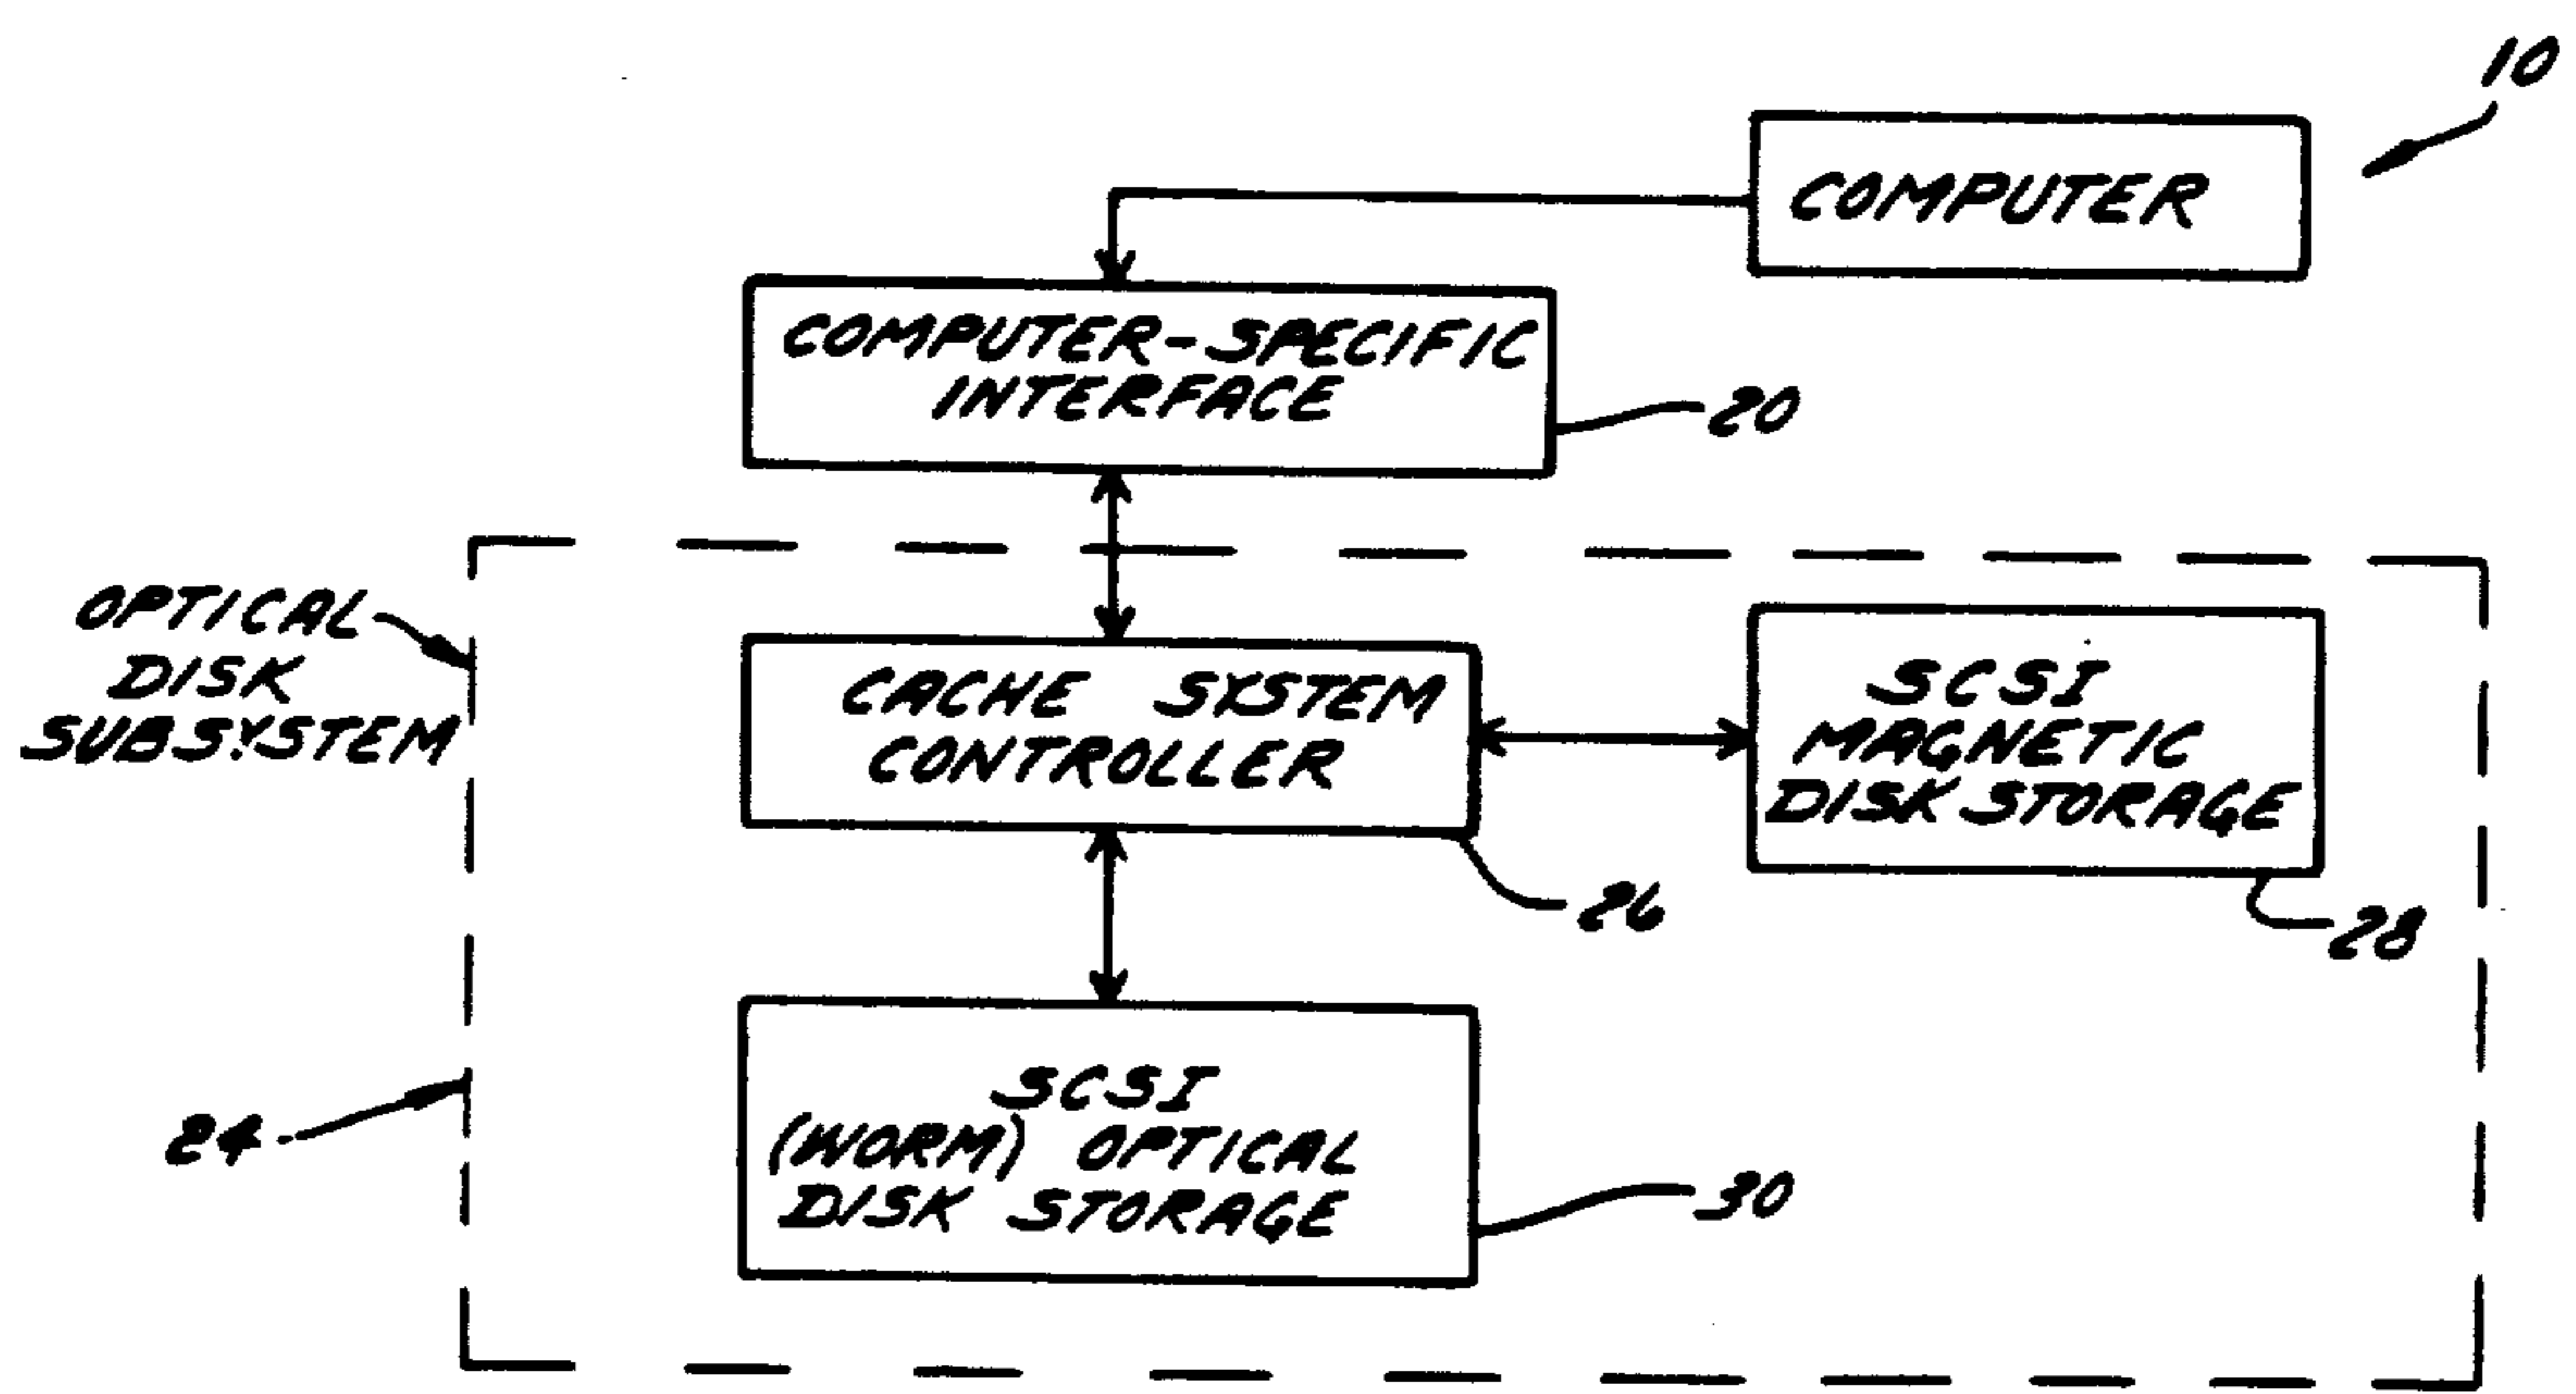 10
COMPUTER
COMPUTER-SPECIFIC
INTERFACE
20
OPTICAL
DISK
SUBSYSTEM
CACHE SYSTEM
CONTROLLER
26
SCSI
MAGNETIC
DISK STORAGE
28
24
SCSI
(WORM) OPTICAL
DISK STORAGE
30